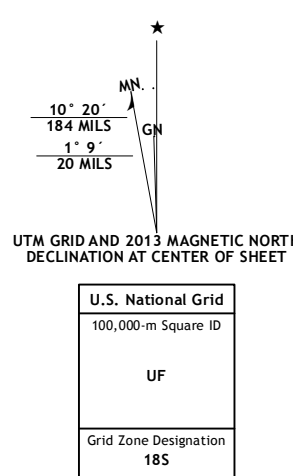 MN
10° 20´
184 MILS
GN
1° 9´
20 MILS
UTM GRID AND 2013 MAGNETIC NORTH
DECLINATION AT CENTER OF SHEET
U.S. National Grid
100,000-m Square ID
UF
Grid Zone Designation
18S